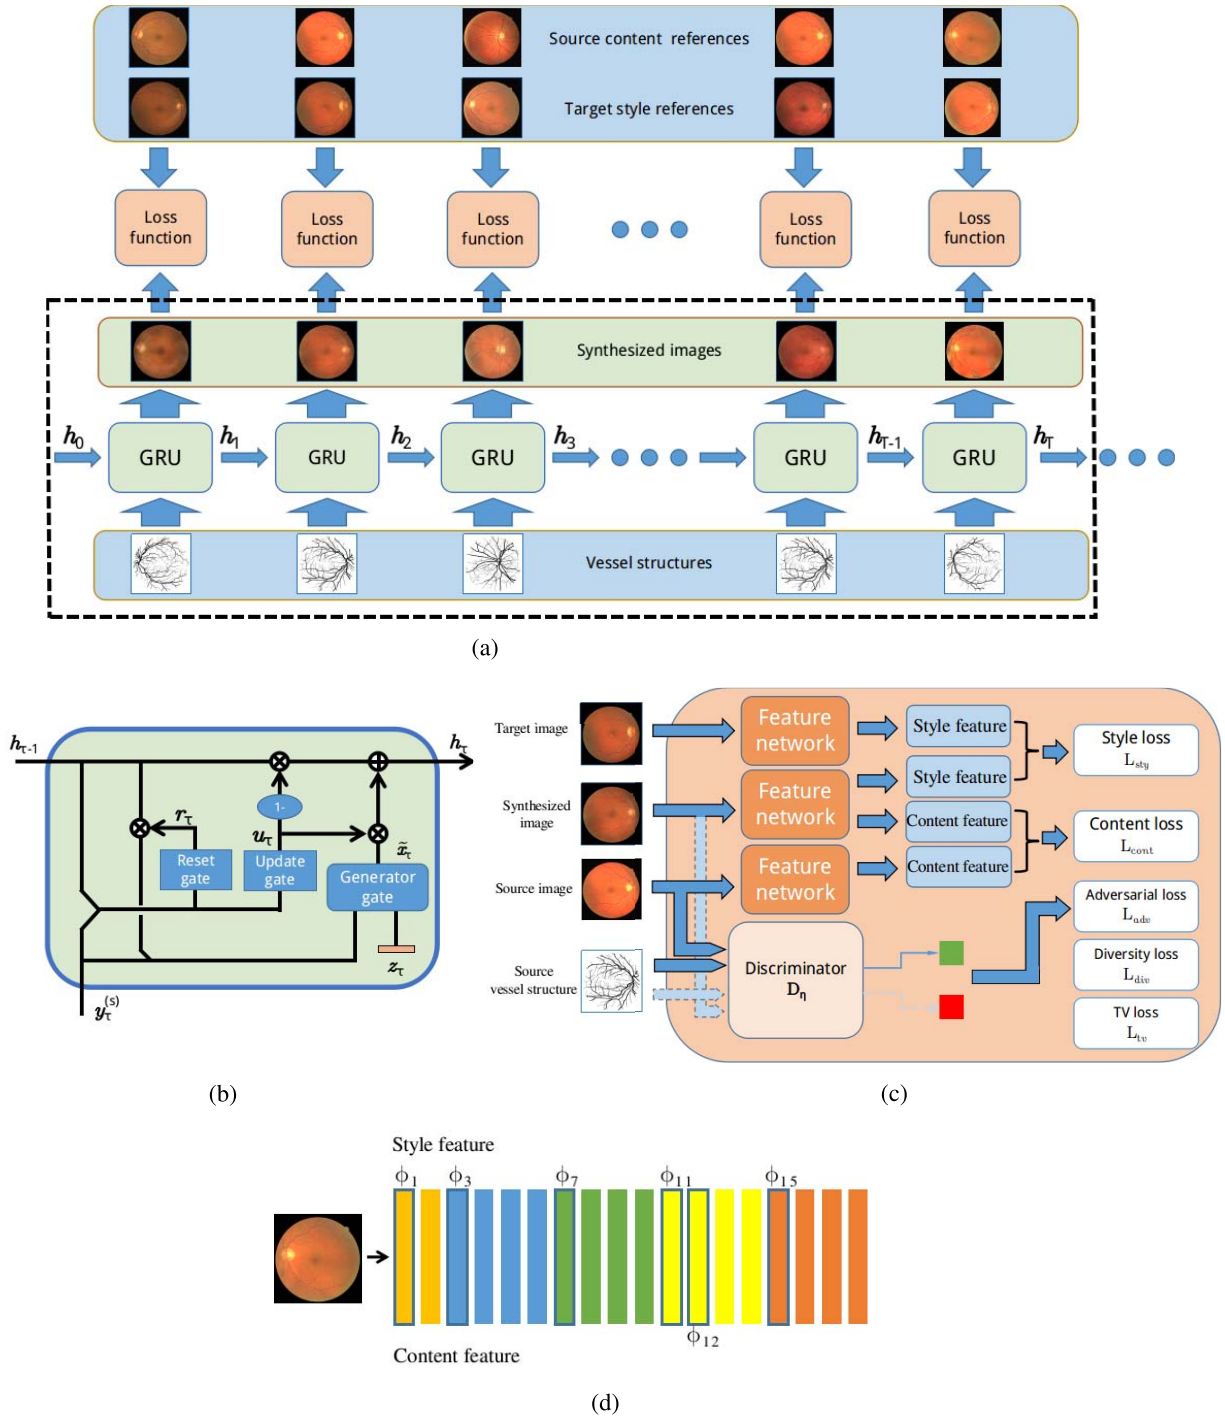 Source content references
Target style references
Loss function
Loss function
Loss function
Loss function
Loss function
Synthesized images
h0
h1
h2
h3
hT-1
hT
GRU
GRU
GRU
GRU
GRU
Vessel structures
(a)
hτ-1
hτ
1-
rτ
uτ
x̃τ
Reset gate
Update gate
Generator gate
zτ
yτ(s)
(b)
Target image
Feature network
Style feature
Style loss
Lsty
Synthesized image
Feature network
Style feature
Content feature
Content loss
Lcont
Source image
Feature network
Content feature
Adversarial loss
Ladv
Source vessel structure
Discriminator
Dη
Diversity loss
Ldiv
TV loss
Ltv
(c)
Style feature
ϕ1 ϕ3 ϕ7 ϕ11 ϕ15
ϕ12
Content feature
(d)